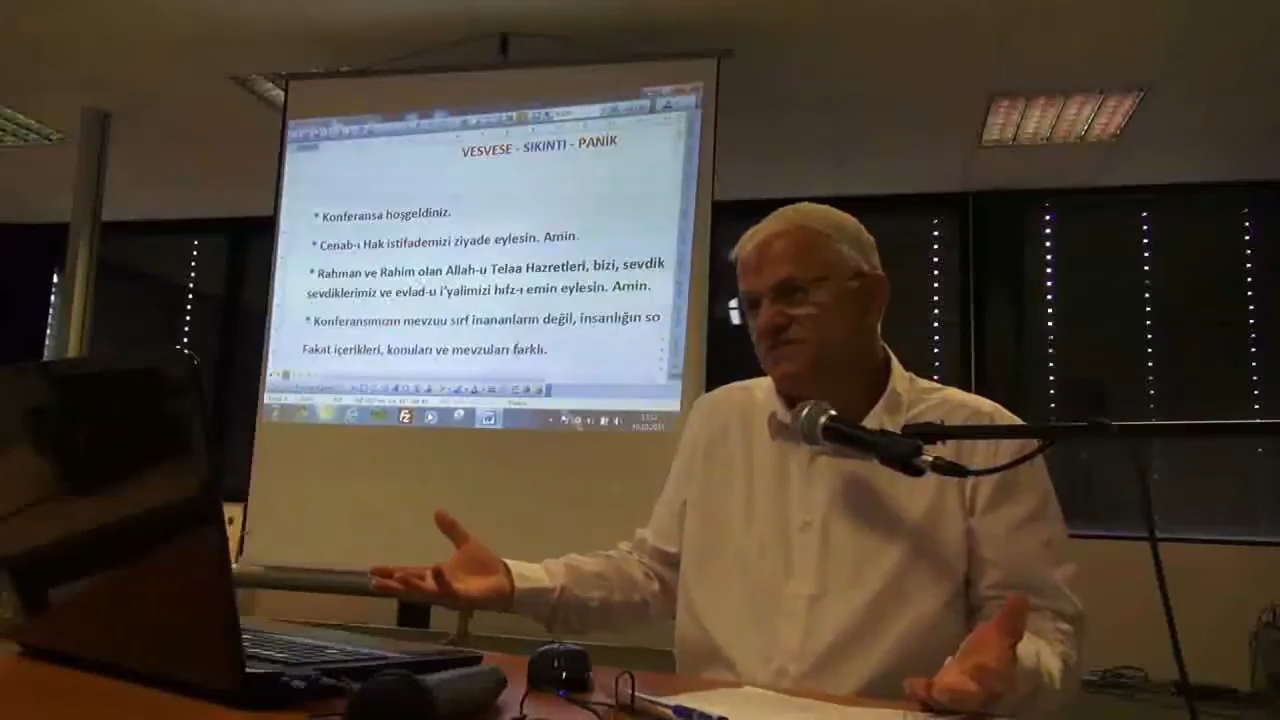 VESVESE - SIKINTI - PANİK
* Konferansa hoşgeldiniz.
* Cenab-ı Hak istifademizi ziyade eylesin. Amin.
* Rahman ve Rahim olan Allah-u Telaa Hazretleri, bizi, sevdik
sevdiklerimiz ve evlad-u i'yalimizi hıfz-ı emin eylesin. Amin.
* Konferansımızın mevzuu sırf inananların değil, insanlığın so
Fakat içerikleri, konuları ve mevzuları farklı.